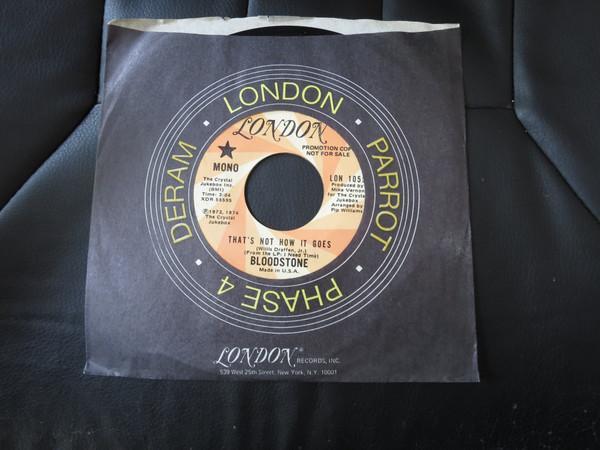 LONDON
PARROT
PHASE 4
DERAM
LONDON
MONO
PROMOTION COP
NOT FOR SALE
The Crystal
Jukebox Inc.
(BMI)
Time: 3:04
XDR 55595
℗1973, 1974
The Crystal
Jukebox
LON 105
Produced by
Mike Vernon
for The Crystal
Jukebox
Arranged by
Pip Williams
THAT'S NOT HOW IT GOES
(Willis Draffen, Jr.)
(From the LP: I Need Time)
BLOODSTONE
Made in U.S.A.
LONDON® RECORDS, INC.
539 West 25th Street, New York, N.Y. 10001